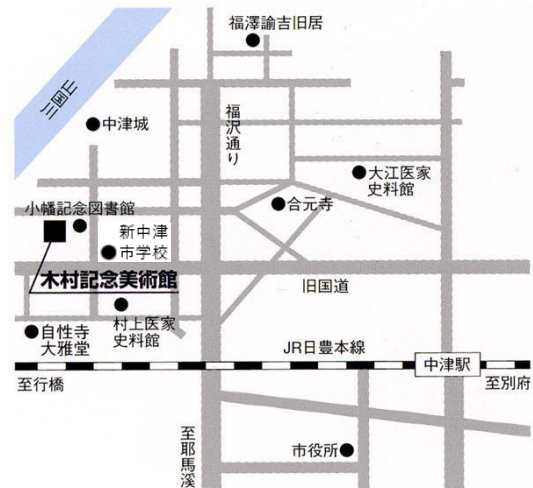 福澤諭吉旧居
山国川
福沢通り
中津城
大江医家
史料館
小幡記念図書館
合元寺
新中津
市学校
木村記念美術館
旧国道
自性寺
大雅堂
村上医家
史料館
JR日豊本線
中津駅
至行橋
至別府
至耶馬溪
市役所